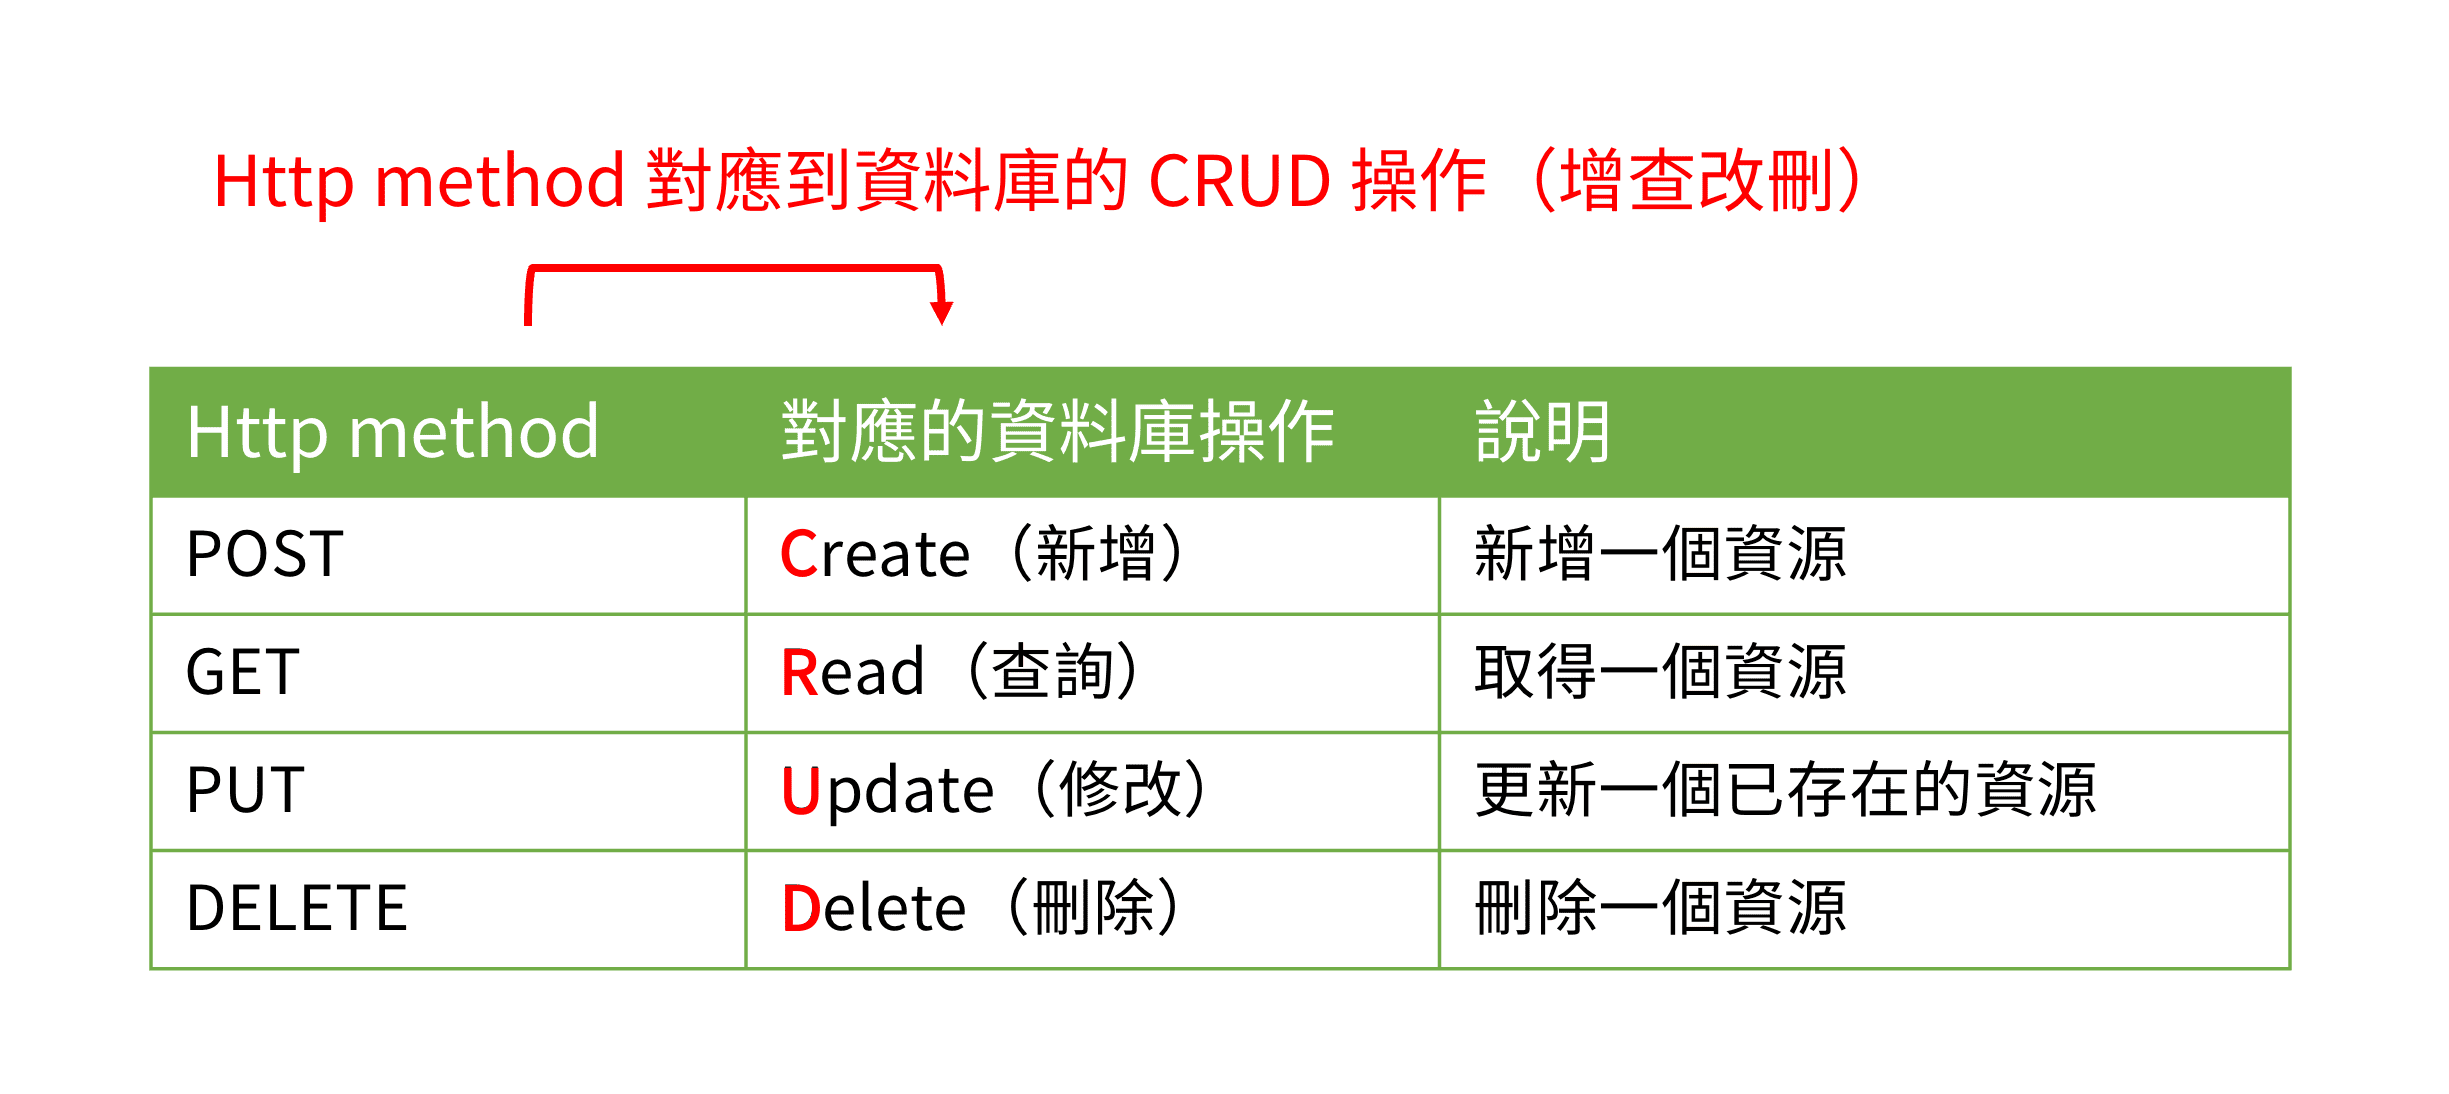 Http method 對應到資料庫的 CRUD 操作（增查改刪）
Http method 對應的資料庫操作 說明
POST Create（新增） 新增一個資源
GET Read（查詢） 取得一個資源
PUT Update（修改） 更新一個已存在的資源
DELETE Delete（刪除） 刪除一個資源